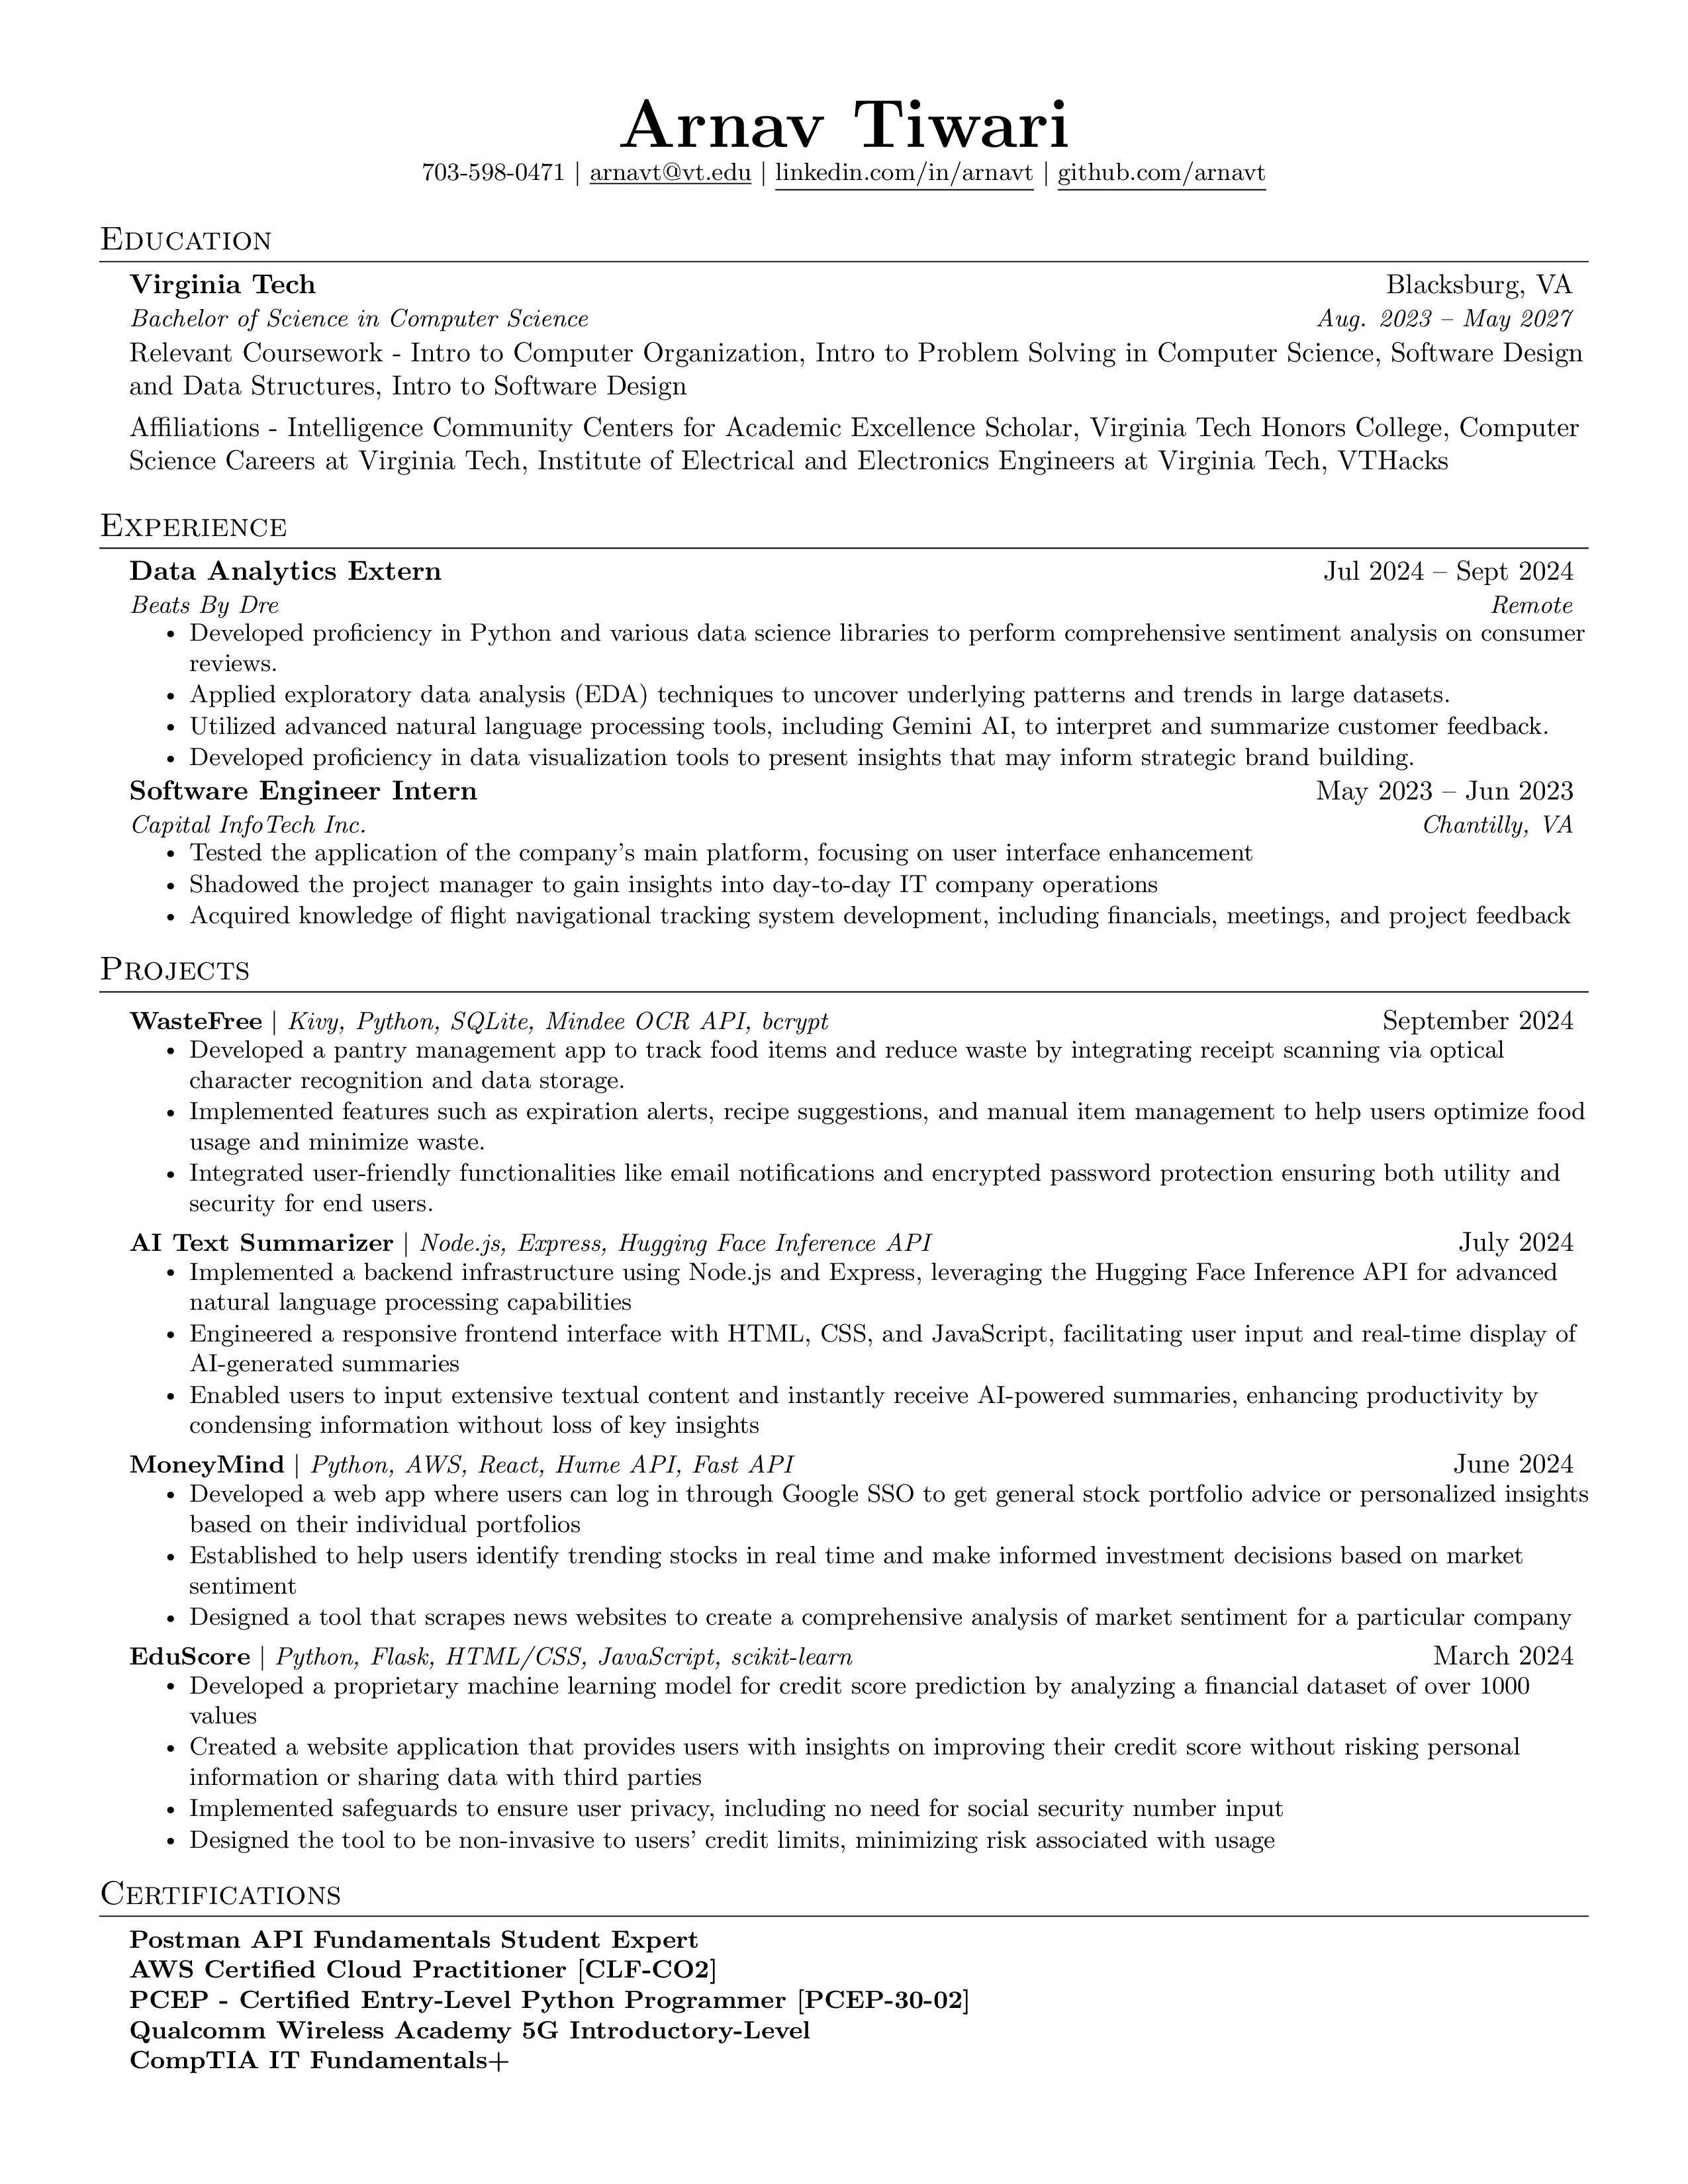 Arnav Tiwari
703-598-0471 | arnavt@vt.edu | linkedin.com/in/arnavt | github.com/arnavt
Education
Virginia Tech Blacksburg, VA
Bachelor of Science in Computer Science Aug. 2023 – May 2027
Relevant Coursework - Intro to Computer Organization, Intro to Problem Solving in Computer Science, Software Design
and Data Structures, Intro to Software Design
Affiliations - Intelligence Community Centers for Academic Excellence Scholar, Virginia Tech Honors College, Computer
Science Careers at Virginia Tech, Institute of Electrical and Electronics Engineers at Virginia Tech, VTHacks
Experience
Data Analytics Extern Jul 2024 – Sept 2024
Beats By Dre Remote
• Developed proficiency in Python and various data science libraries to perform comprehensive sentiment analysis on consumer
reviews.
• Applied exploratory data analysis (EDA) techniques to uncover underlying patterns and trends in large datasets.
• Utilized advanced natural language processing tools, including Gemini AI, to interpret and summarize customer feedback.
• Developed proficiency in data visualization tools to present insights that may inform strategic brand building.
Software Engineer Intern May 2023 – Jun 2023
Capital InfoTech Inc. Chantilly, VA
• Tested the application of the company's main platform, focusing on user interface enhancement
• Shadowed the project manager to gain insights into day-to-day IT company operations
• Acquired knowledge of flight navigational tracking system development, including financials, meetings, and project feedback
Projects
WasteFree | Kivy, Python, SQLite, Mindee OCR API, bcrypt September 2024
• Developed a pantry management app to track food items and reduce waste by integrating receipt scanning via optical
character recognition and data storage.
• Implemented features such as expiration alerts, recipe suggestions, and manual item management to help users optimize food
usage and minimize waste.
• Integrated user-friendly functionalities like email notifications and encrypted password protection ensuring both utility and
security for end users.
AI Text Summarizer | Node.js, Express, Hugging Face Inference API July 2024
• Implemented a backend infrastructure using Node.js and Express, leveraging the Hugging Face Inference API for advanced
natural language processing capabilities
• Engineered a responsive frontend interface with HTML, CSS, and JavaScript, facilitating user input and real-time display of
AI-generated summaries
• Enabled users to input extensive textual content and instantly receive AI-powered summaries, enhancing productivity by
condensing information without loss of key insights
MoneyMind | Python, AWS, React, Hume API, Fast API June 2024
• Developed a web app where users can log in through Google SSO to get general stock portfolio advice or personalized insights
based on their individual portfolios
• Established to help users identify trending stocks in real time and make informed investment decisions based on market
sentiment
• Designed a tool that scrapes news websites to create a comprehensive analysis of market sentiment for a particular company
EduScore | Python, Flask, HTML/CSS, JavaScript, scikit-learn March 2024
• Developed a proprietary machine learning model for credit score prediction by analyzing a financial dataset of over 1000
values
• Created a website application that provides users with insights on improving their credit score without risking personal
information or sharing data with third parties
• Implemented safeguards to ensure user privacy, including no need for social security number input
• Designed the tool to be non-invasive to users' credit limits, minimizing risk associated with usage
Certifications
Postman API Fundamentals Student Expert
AWS Certified Cloud Practitioner [CLF-CO2]
PCEP - Certified Entry-Level Python Programmer [PCEP-30-02]
Qualcomm Wireless Academy 5G Introductory-Level
CompTIA IT Fundamentals+